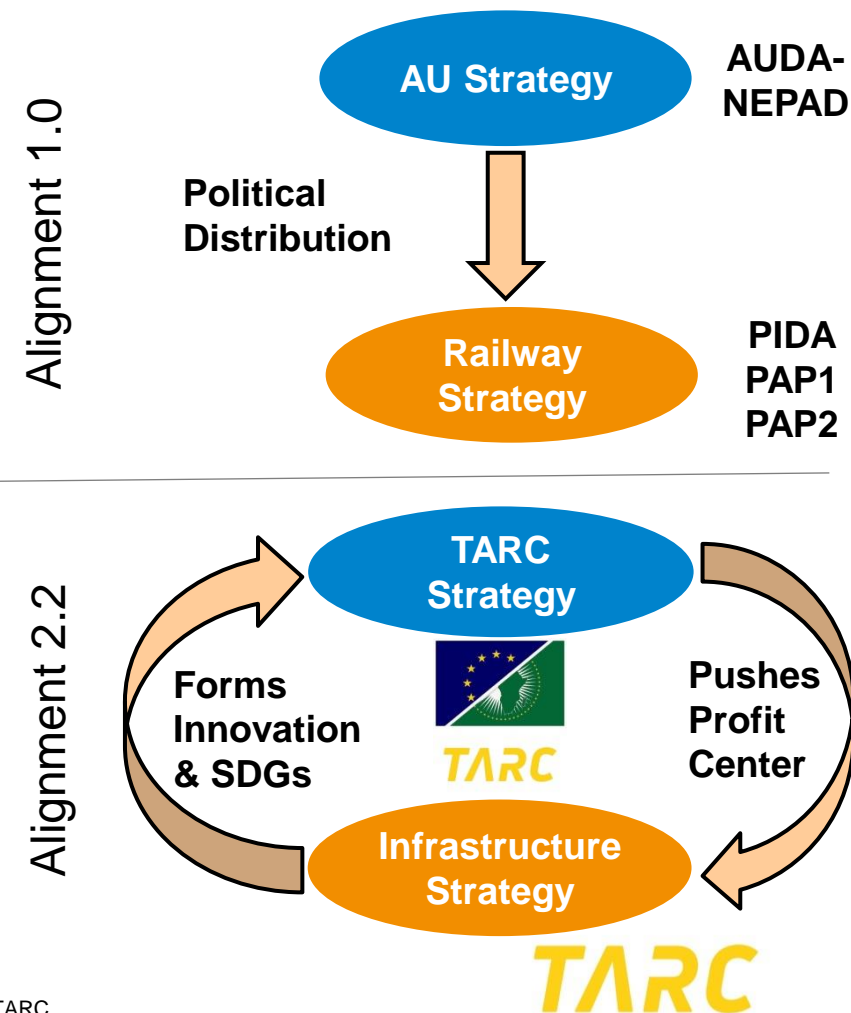 Alignment 1.0
AU Strategy
AUDA-
NEPAD
Political
Distribution
Railway
Strategy
PIDA
PAP1
PAP2
Alignment 2.2
TARC
Strategy
Forms
Innovation
& SDGs
TARC
Pushes
Profit
Center
Infrastructure
Strategy
TARC
TARC